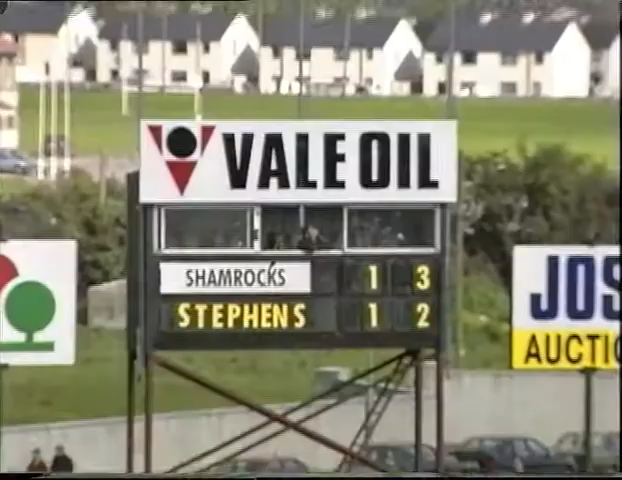 VALE OIL
SHAMROCKS 1 3
STEPHENS 1 2
JOS
AUCTIO